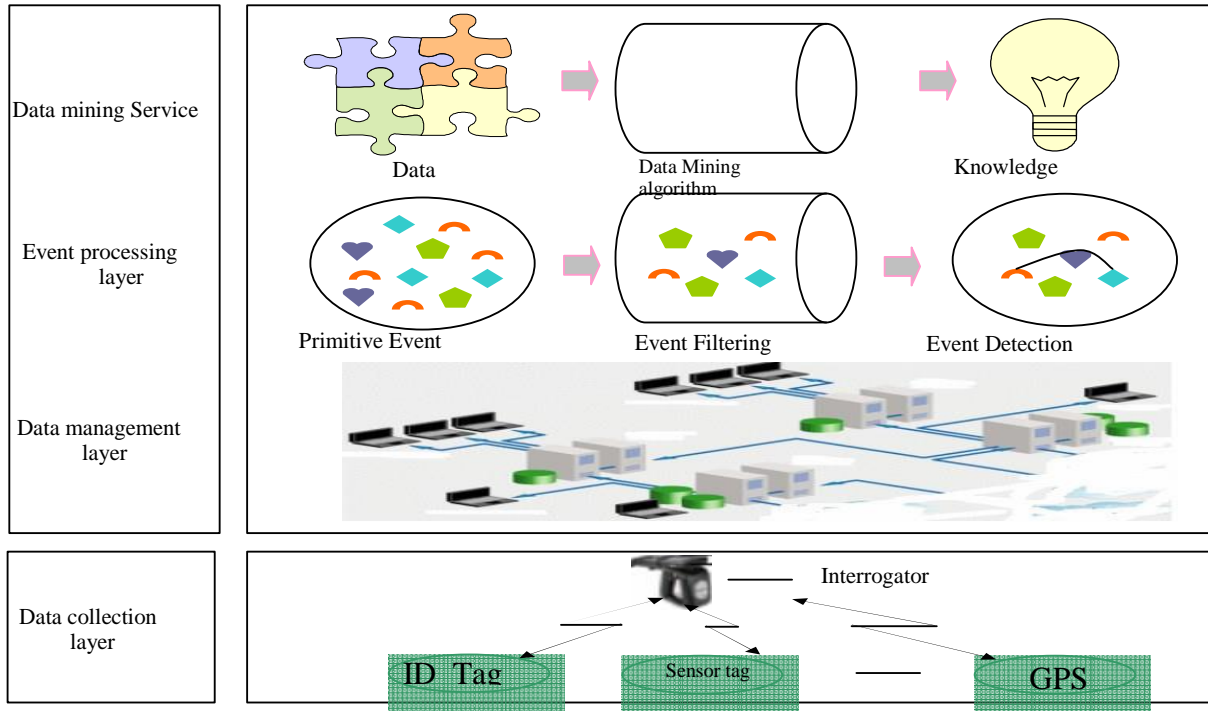 Data mining Service
Data
Data Mining
algorithm
Knowledge
Event processing
layer
Primitive Event
Event Filtering
Event Detection
Data management
layer
Data collection
layer
Interrogator
ID Tag
Sensor tag
GPS